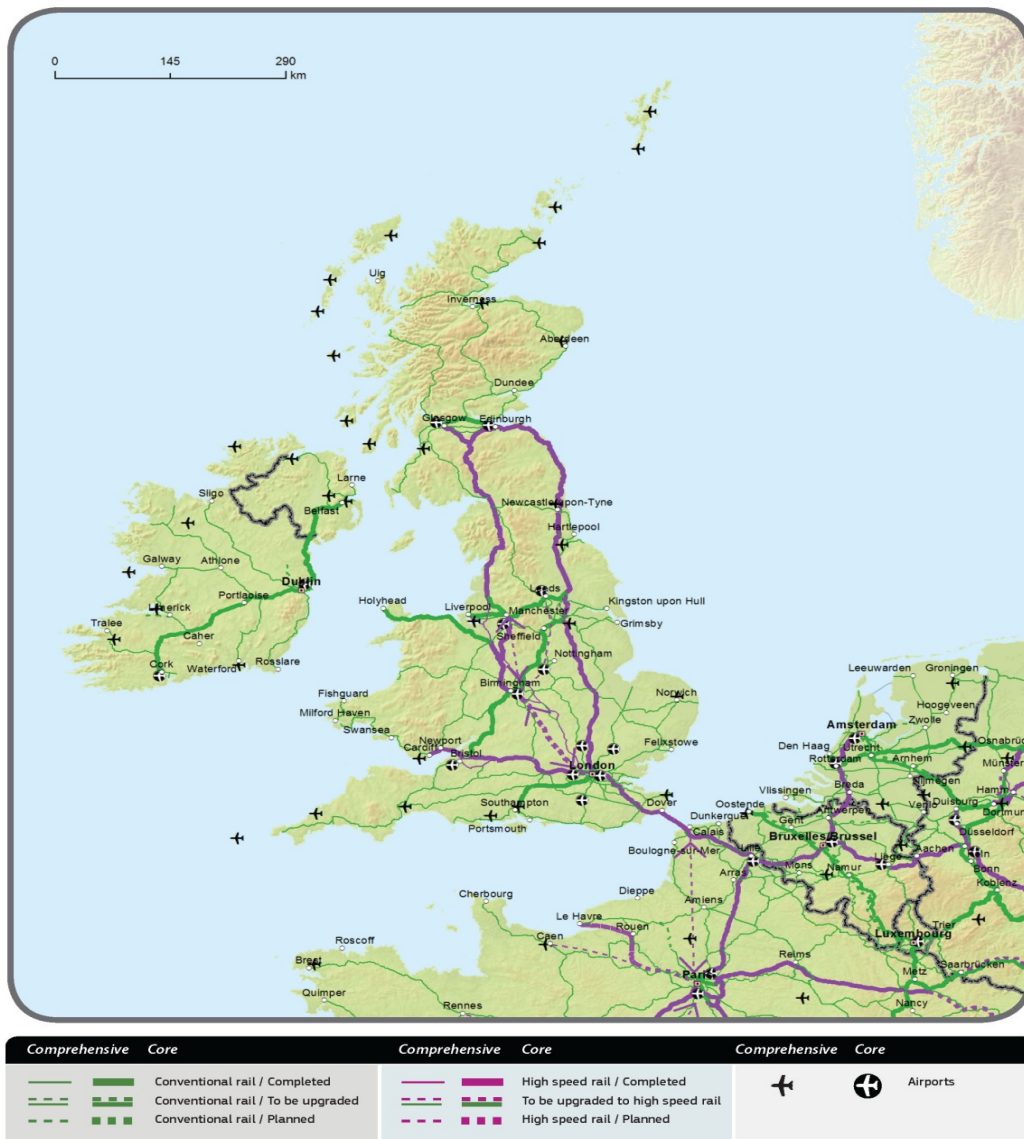 0 145 290
km
Uig
Inverness
Aberdeen
Dundee
Glasgow
Edinburgh
Larne
Sligo
Belfast
Newcastle-upon-Tyne
Hartlepool
Galway
Athlone
Dublin
Portlaoise
Limerick
Tralee
Caher
Cork
Waterford
Rosslare
Holyhead
Liverpool
Leeds
Manchester
Kingston upon Hull
Grimsby
Sheffield
Nottingham
Birmingham
Norwich
Fishguard
Milford Haven
Swansea
Newport
Cardiff
Bristol
Felixstowe
London
Southampton
Portsmouth
Dover
Leeuwarden
Groningen
Hoogeveen
Zwolle
Amsterdam
Den Haag
Utrecht
Osnabrüc
Rotterdam
Arnhem
Münster
Nijmegen
Breda
Hamm
Vlissingen
Oostende
Antwerpen
Venlo
Duisburg
Dortmun
Dunkerque
Gent
Düsseldorf
Calais
Bruxelles/Brussel
Boulogne-sur-Mer
Lille
Liège
Aachen
Bonn
Mons
Namur
Arras
Koblenz
Cherbourg
Dieppe
Amiens
Trier
Le Havre
Rouen
Luxembourg
Caen
Roscoff
Brest
Reims
Saarbrücken
Paris
Metz
Quimper
Rennes
Nancy
Comprehensive Core
Conventional rail / Completed
Conventional rail / To be upgraded
Conventional rail / Planned
Comprehensive Core
High speed rail / Completed
To be upgraded to high speed rail
High speed rail / Planned
Comprehensive Core
Airports